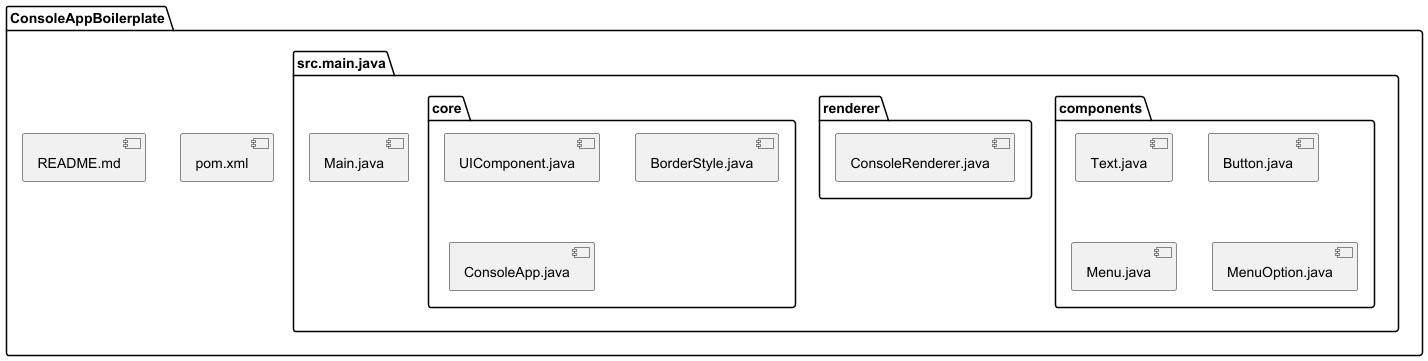 ConsoleAppBoilerplate
src.main.java
core
renderer
components
README.md
pom.xml
Main.java
UIComponent.java
BorderStyle.java
ConsoleRenderer.java
Text.java
Button.java
ConsoleApp.java
Menu.java
MenuOption.java